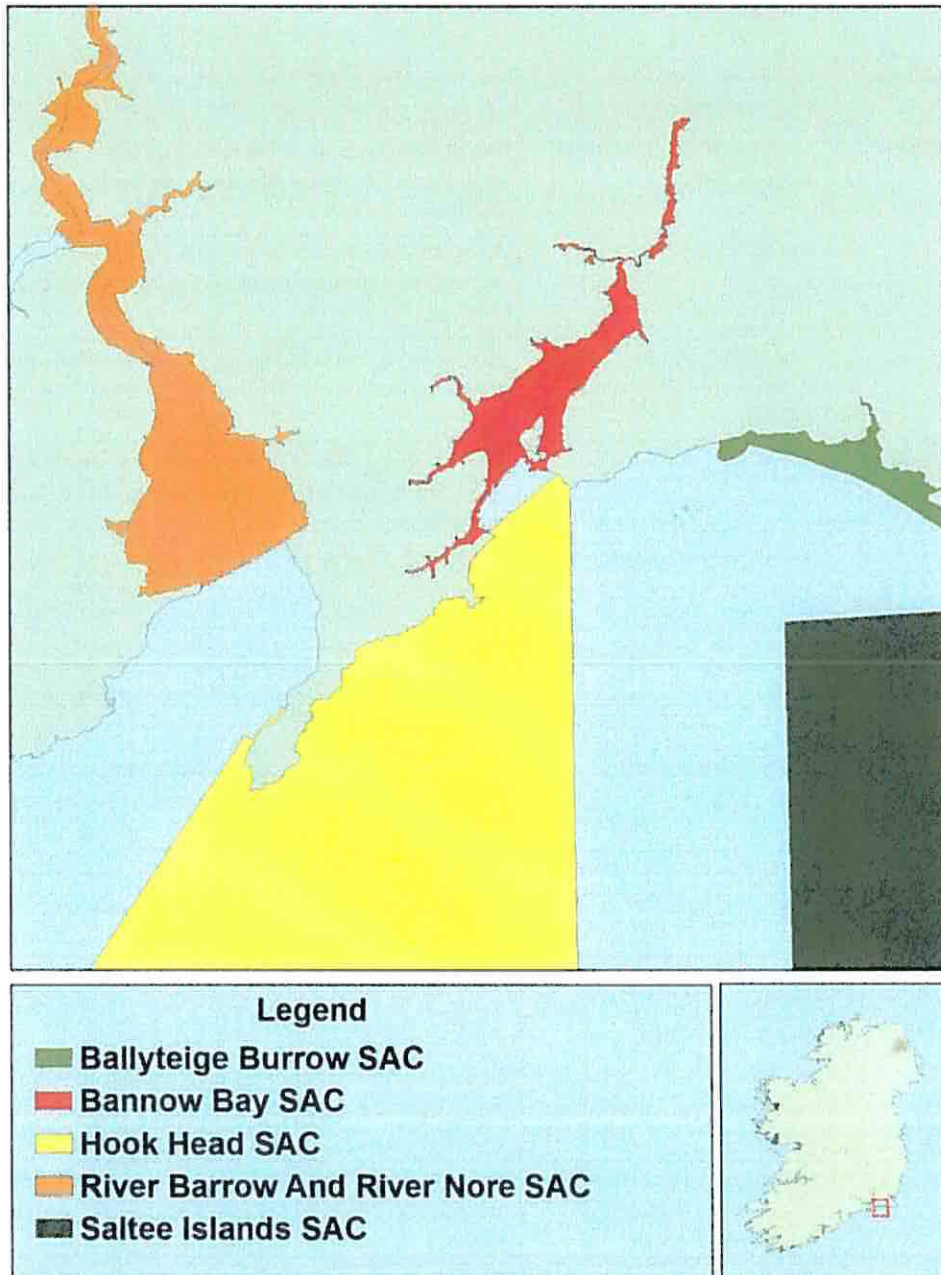 Legend
Ballyteige Burrow SAC
Bannow Bay SAC
Hook Head SAC
River Barrow And River Nore SAC
Saltee Islands SAC